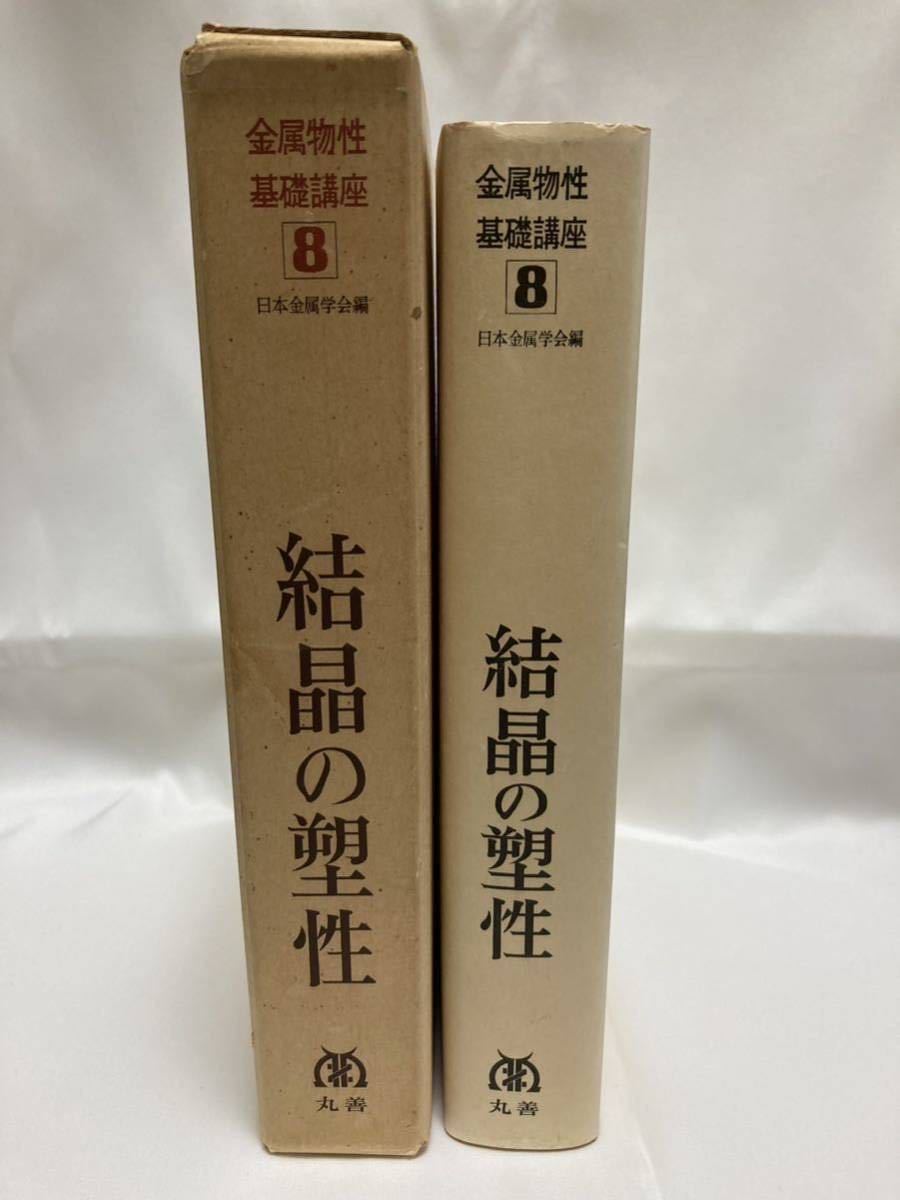 金属物性
基礎講座
8
日本金属学会編
結晶の塑性
丸善
金属物性
基礎講座
8
日本金属学会編
結晶の塑性
丸善